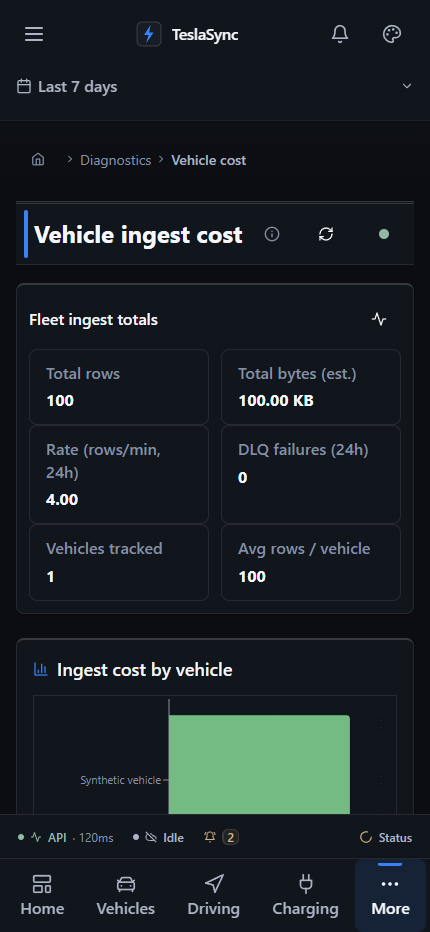 TeslaSync
Last 7 days
Diagnostics
Vehicle cost
Vehicle ingest cost
Fleet ingest totals
Total rows
100
Total bytes (est.)
100.00 KB
Rate (rows/min,
24h)
4.00
DLQ failures (24h)
0
Vehicles tracked
1
Avg rows / vehicle
100
Ingest cost by vehicle
Synthetic vehicle
API · 120ms
Idle
2
Status
Home
Vehicles
Driving
Charging
More